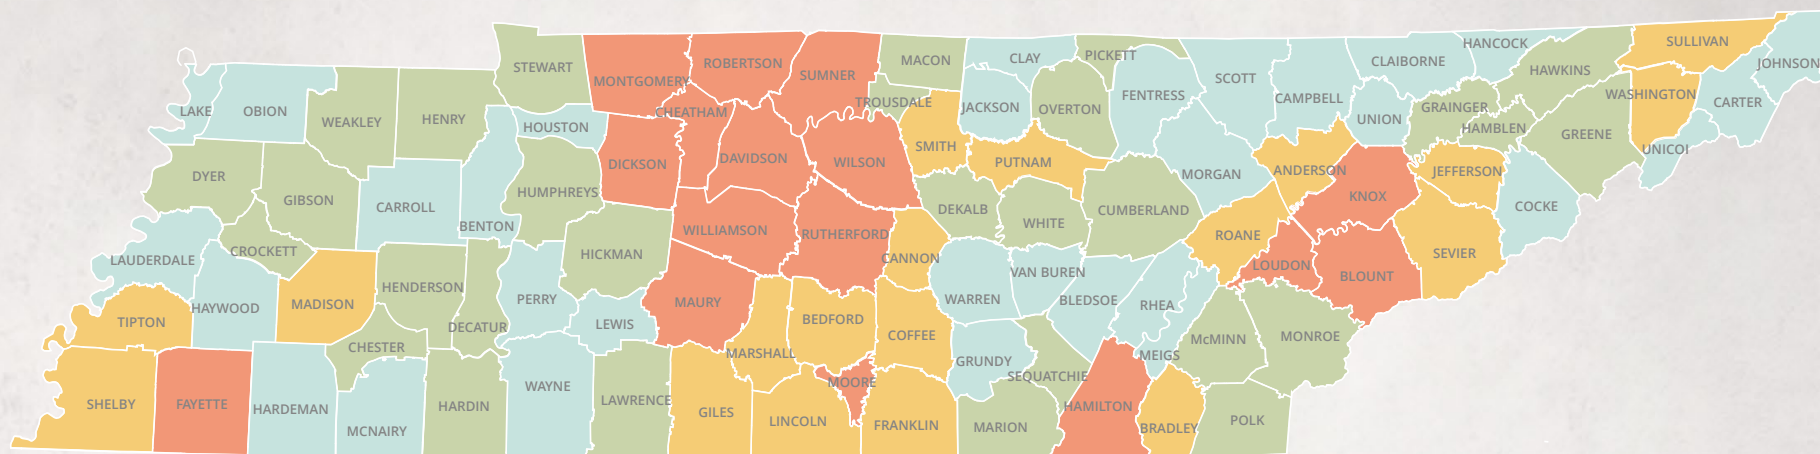 SULLIVAN
HANCOCK
PICKETT
CLAY
MACON
CLAIBORNE
JOHNSON
ROBERTSON
STEWART
HAWKINS
SUMNER
SCOTT
MONTGOMERY
WASHINGTON
FENTRESS
CAMPBELL
CARTER
TROUSDALE
JACKSON
OVERTON
GRAINGER
LAKE
OBION
CHEATHAM
WEAKLEY
HENRY
UNION
HOUSTON
HAMBLEN
GREENE
SMITH
UNICOI
DAVIDSON
WILSON
PUTNAM
DICKSON
ANDERSON
JEFFERSON
DYER
MORGAN
HUMPHREYS
GIBSON
KNOX
CARROLL
DEKALB
CUMBERLAND
COCKE
BENTON
WHITE
WILLIAMSON
RUTHERFORD
ROANE
CROCKETT
HICKMAN
SEVIER
LAUDERDALE
CANNON
LOUDON
VAN BUREN
BLOUNT
HENDERSON
PERRY
WARREN
BLEDSOE
MADISON
MAURY
RHEA
HAYWOOD
TIPTON
LEWIS
BEDFORD
DECATUR
COFFEE
MONROE
McMINN
CHESTER
MARSHALL
MEIGS
GRUNDY
SEQUATCHIE
MOORE
WAYNE
LAWRENCE
SHELBY
FAYETTE
HARDEMAN
HARDIN
HAMILTON
GILES
LINCOLN
POLK
FRANKLIN
MARION
BRADLEY
MCNAIRY